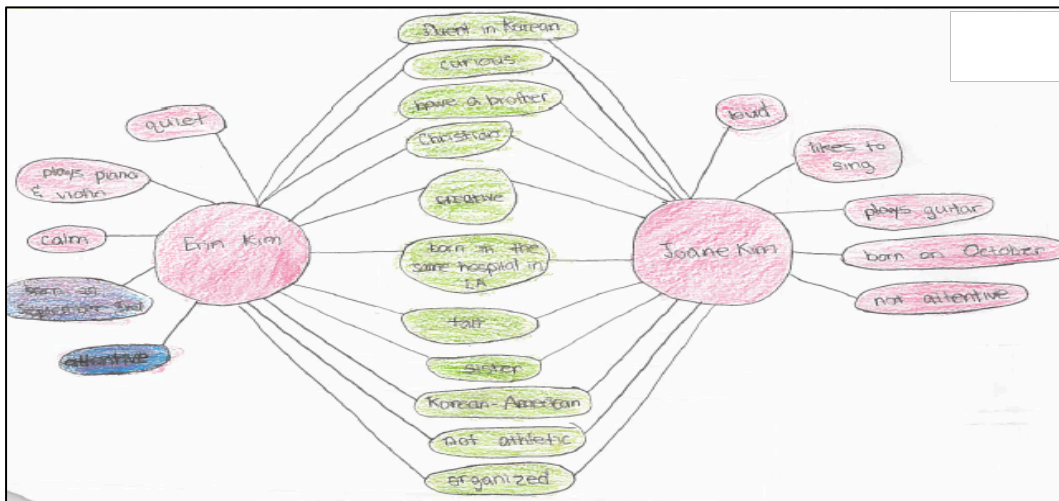 fluent in Korean
curious
have a brother
Christian
creative
born in the
same hospital in
LA
tall
sister
Korean-American
not athletic
organized
quiet
plays piano
& violin
calm
Erin Kim
born on
attentive
Joane Kim
loud
likes to
sing
plays guitar
born on October
not attentive